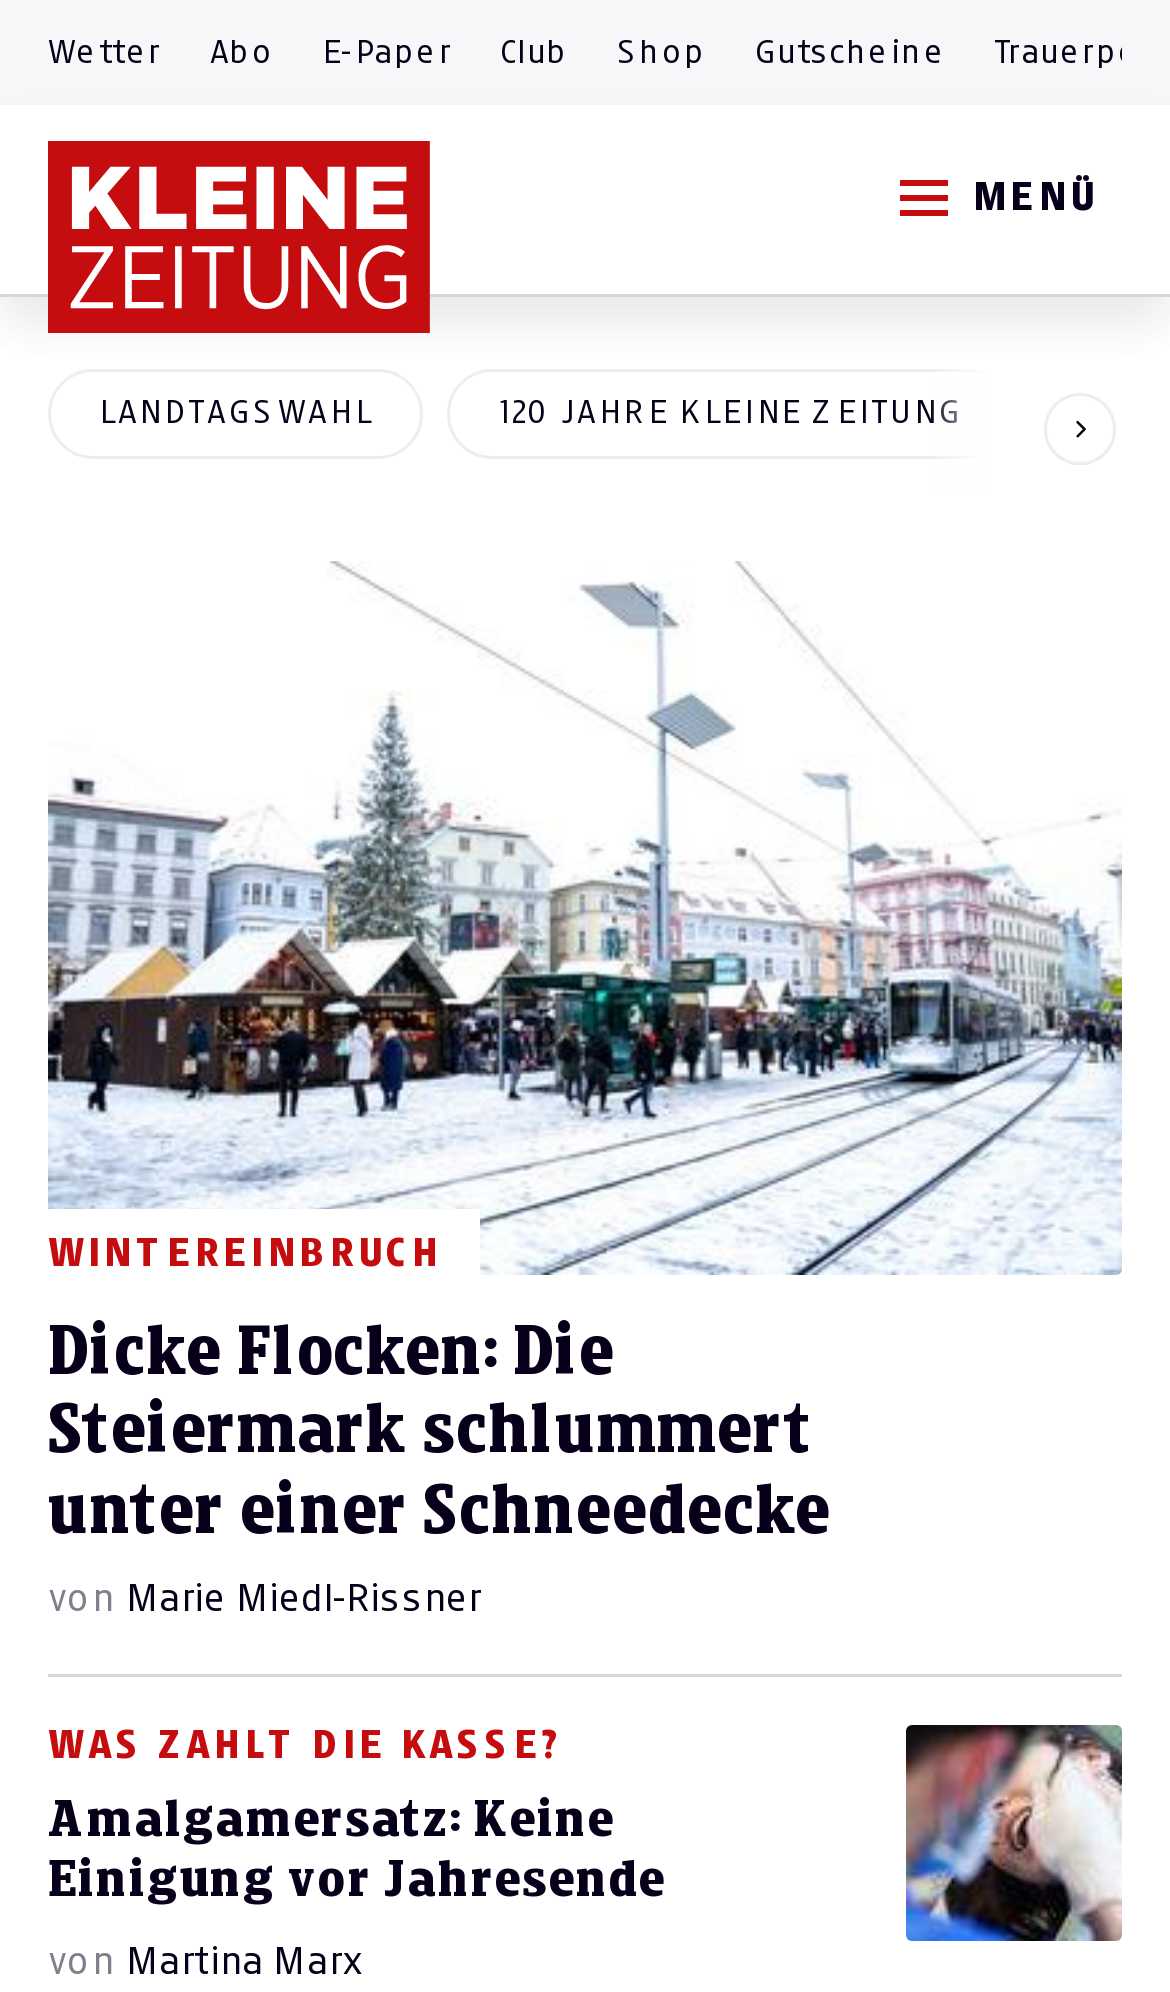 Wetter Abo E-Paper Club Shop Gutscheine
MENÜ
KLEINE
ZEITUNG
LANDTAGSWAHL 120 JAHRE KLEINE ZEITUNG
WINTEREINBRUCH
Dicke Flocken: Die
Steiermark schlummert
unter einer Schneedecke
von Marie Miedl-Rissner
WAS ZAHLT DIE KASSE?
Amalgamersatz: Keine
Einigung vor Jahresende
von Martina Marx